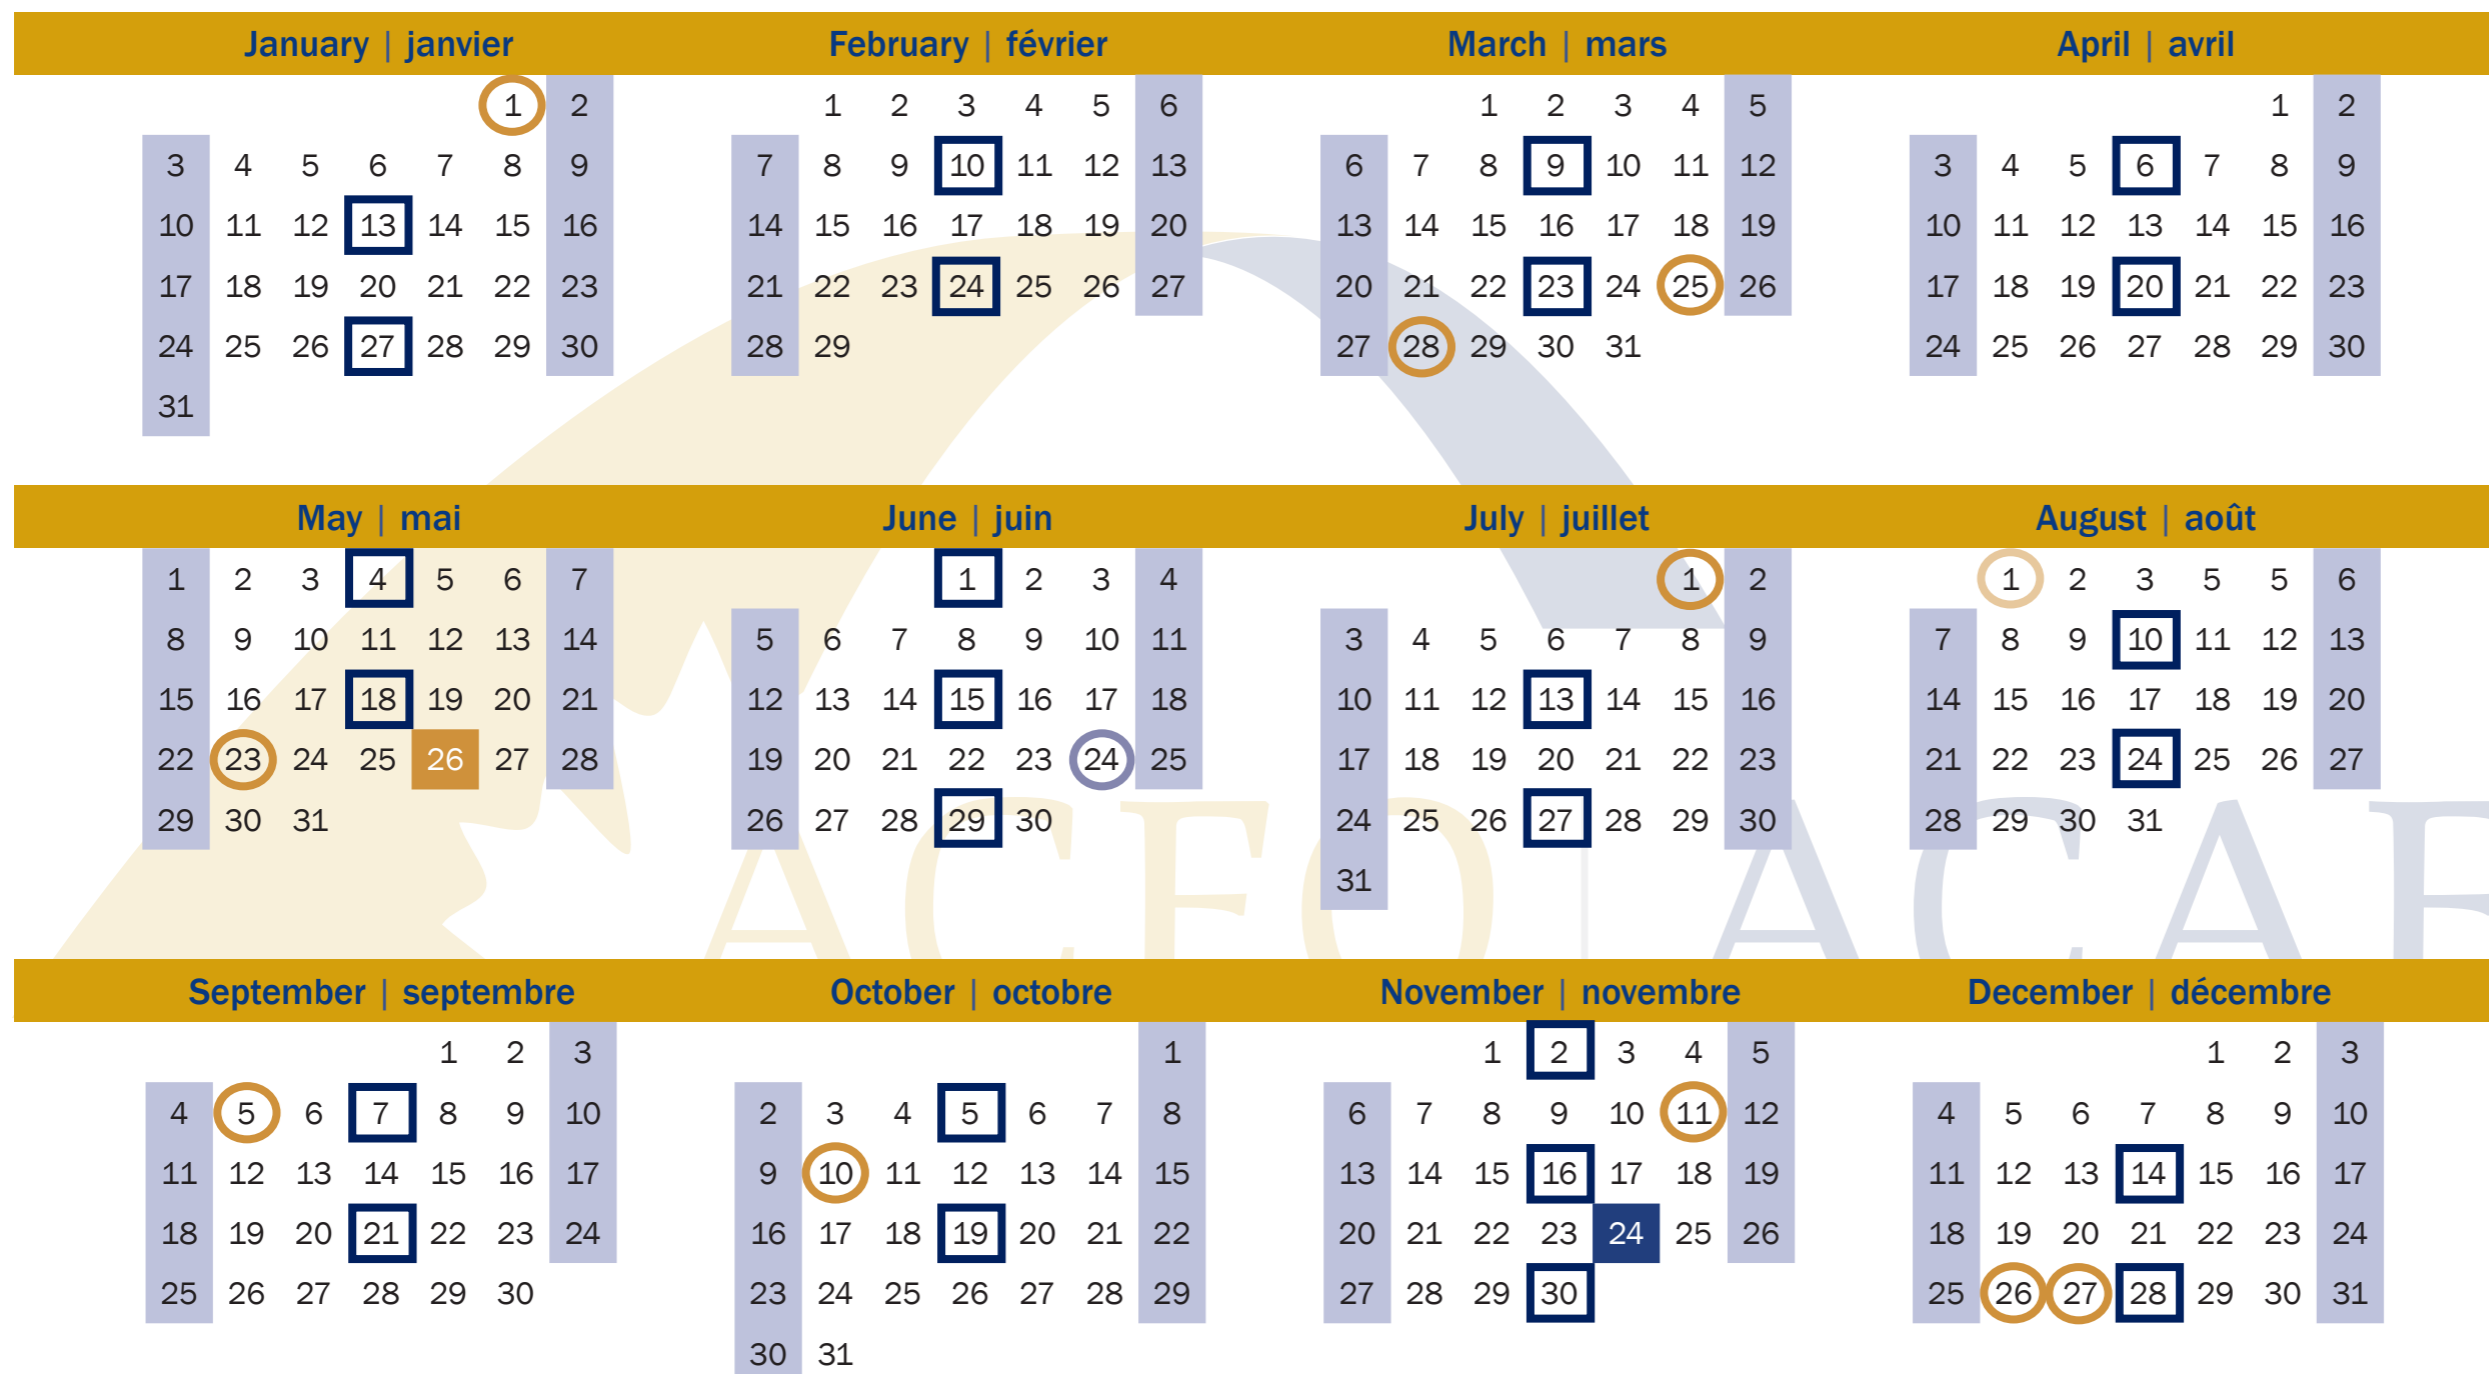 January | janvier
1 2
3 4 5 6 7 8 9
10 11 12 13 14 15 16
17 18 19 20 21 22 23
24 25 26 27 28 29 30
31
February | février
1 2 3 4 5 6
7 8 9 10 11 12 13
14 15 16 17 18 19 20
21 22 23 24 25 26 27
28 29
March | mars
1 2 3 4 5
6 7 8 9 10 11 12
13 14 15 16 17 18 19
20 21 22 23 24 25 26
27 28 29 30 31
April | avril
1 2
3 4 5 6 7 8 9
10 11 12 13 14 15 16
17 18 19 20 21 22 23
24 25 26 27 28 29 30
May | mai
1 2 3 4 5 6 7
8 9 10 11 12 13 14
15 16 17 18 19 20 21
22 23 24 25 26 27 28
29 30 31
June | juin
1 2 3 4
5 6 7 8 9 10 11
12 13 14 15 16 17 18
19 20 21 22 23 24 25
26 27 28 29 30
July | juillet
1 2
3 4 5 6 7 8 9
10 11 12 13 14 15 16
17 18 19 20 21 22 23
24 25 26 27 28 29 30
31
August | août
1 2 3 5 5 6
7 8 9 10 11 12 13
14 15 16 17 18 19 20
21 22 23 24 25 26 27
28 29 30 31
ACFO | ACAF
September | septembre
1 2 3
4 5 6 7 8 9 10
11 12 13 14 15 16 17
18 19 20 21 22 23 24
25 26 27 28 29 30
October | octobre
1
2 3 4 5 6 7 8
9 10 11 12 13 14 15
16 17 18 19 20 21 22
23 24 25 26 27 28 29
30 31
November | novembre
1 2 3 4 5
6 7 8 9 10 11 12
13 14 15 16 17 18 19
20 21 22 23 24 25 26
27 28 29 30
December | décembre
1 2 3
4 5 6 7 8 9 10
11 12 13 14 15 16 17
18 19 20 21 22 23 24
25 26 27 28 29 30 31